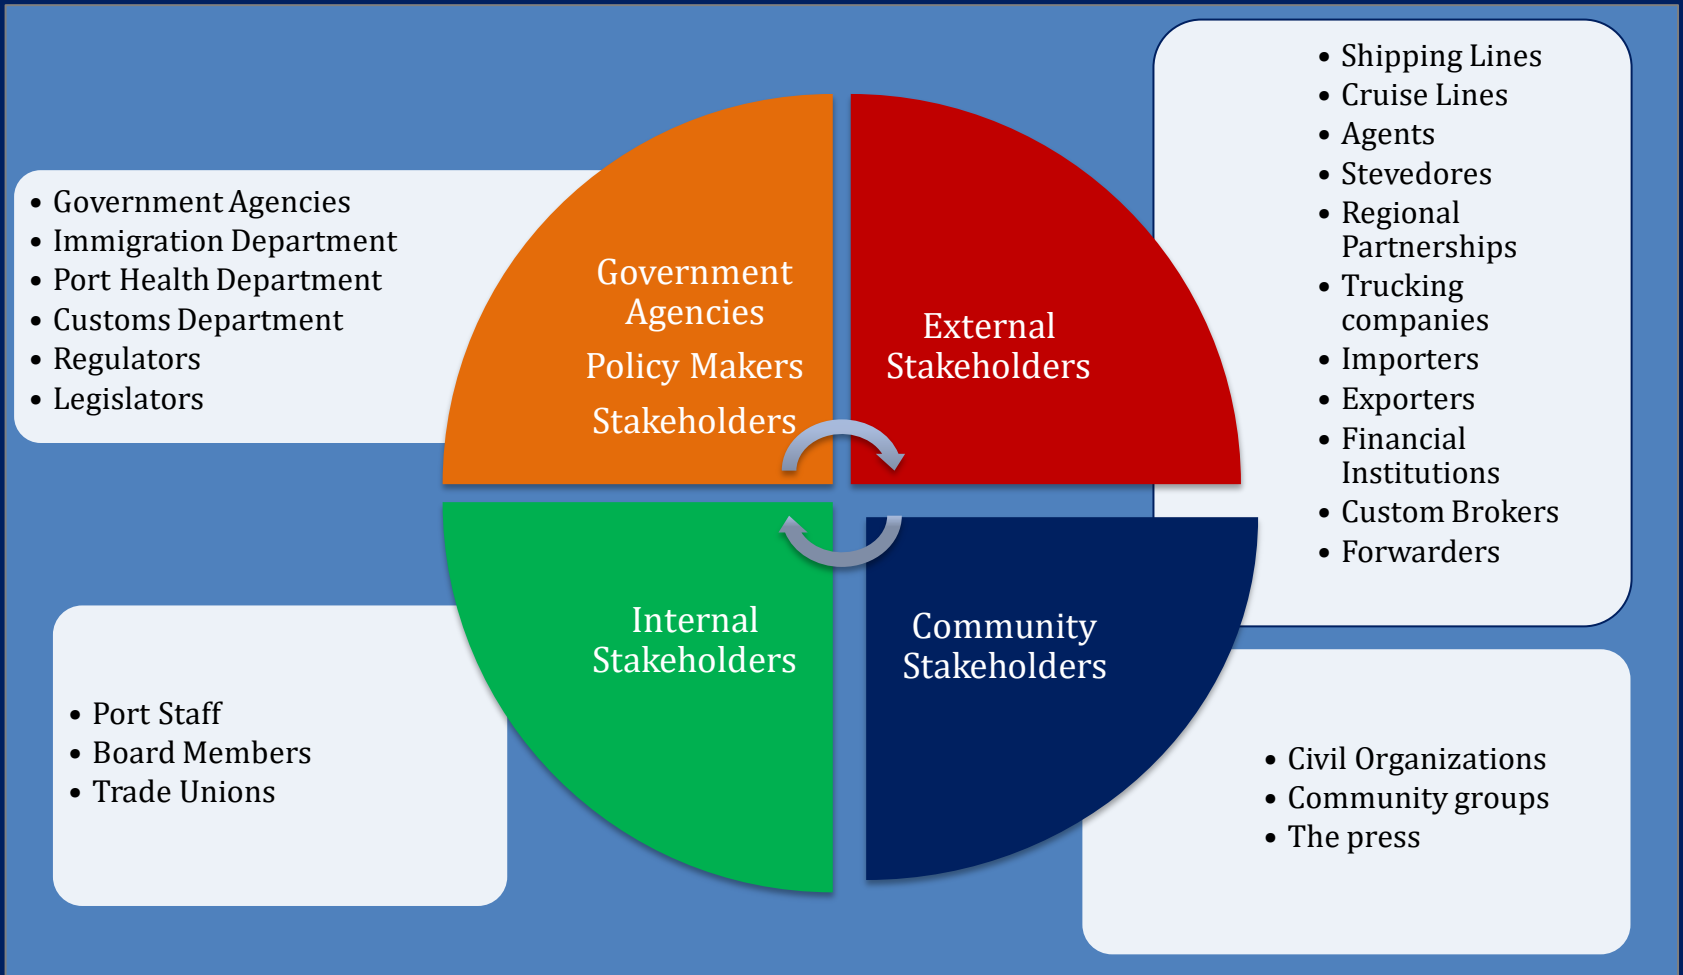 • Government Agencies
• Immigration Department
• Port Health Department
• Customs Department
• Regulators
• Legislators
Government
Agencies
Policy Makers
Stakeholders
External
Stakeholders
• Shipping Lines
• Cruise Lines
• Agents
• Stevedores
• Regional
Partnerships
• Trucking
companies
• Importers
• Exporters
• Financial
Institutions
• Custom Brokers
• Forwarders
• Port Staff
• Board Members
• Trade Unions
Internal
Stakeholders
Community
Stakeholders
• Civil Organizations
• Community groups
• The press